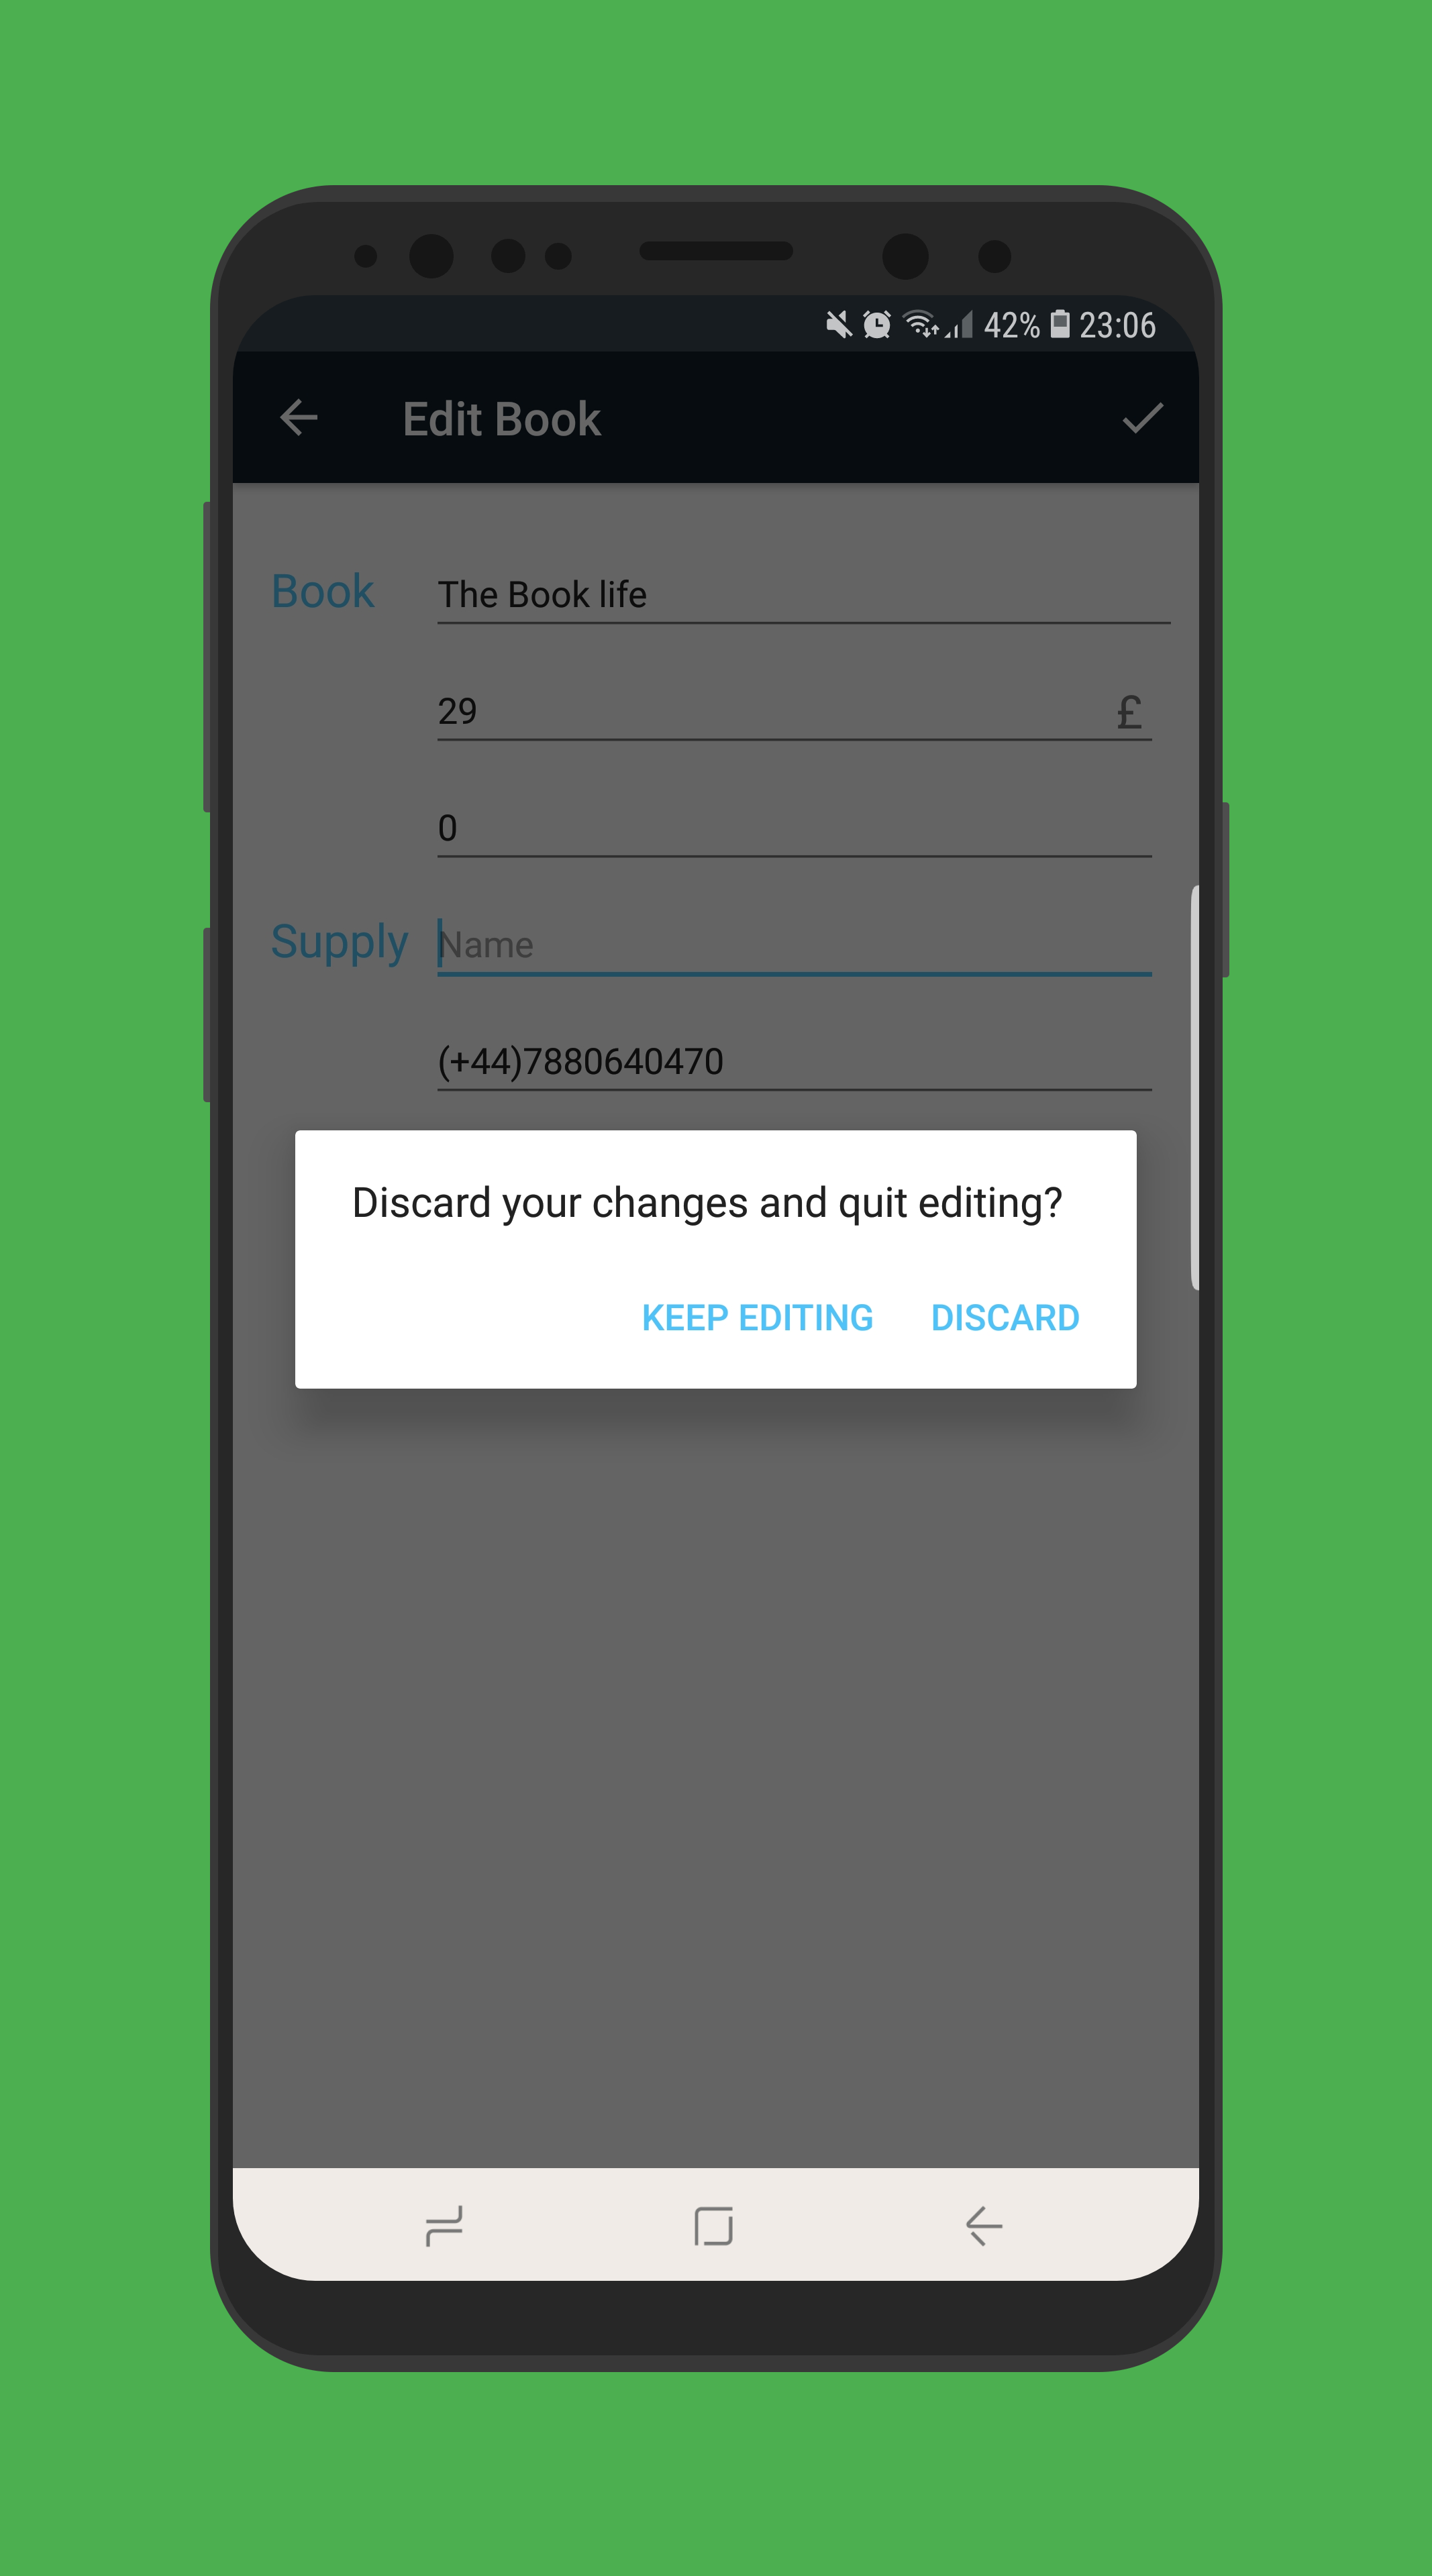 42% 23:06
Edit Book
Book The Book life
29 £
0
Supply Name
(+44)7880640470
Discard your changes and quit editing?
KEEP EDITING DISCARD